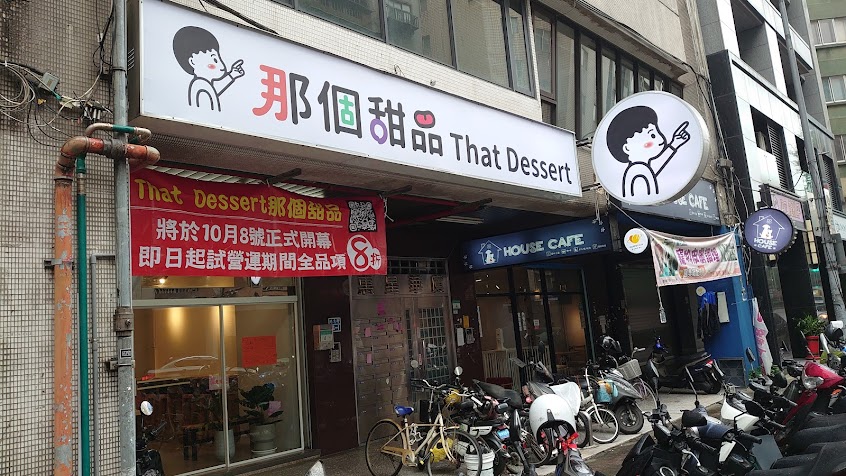 那個甜品 That Dessert
That Dessert那個甜品
將於10月8號正式開幕
即日起試營運期間全品項8折
HOUSE CAFE
HOUSE CAFE
HOUSE CAFE